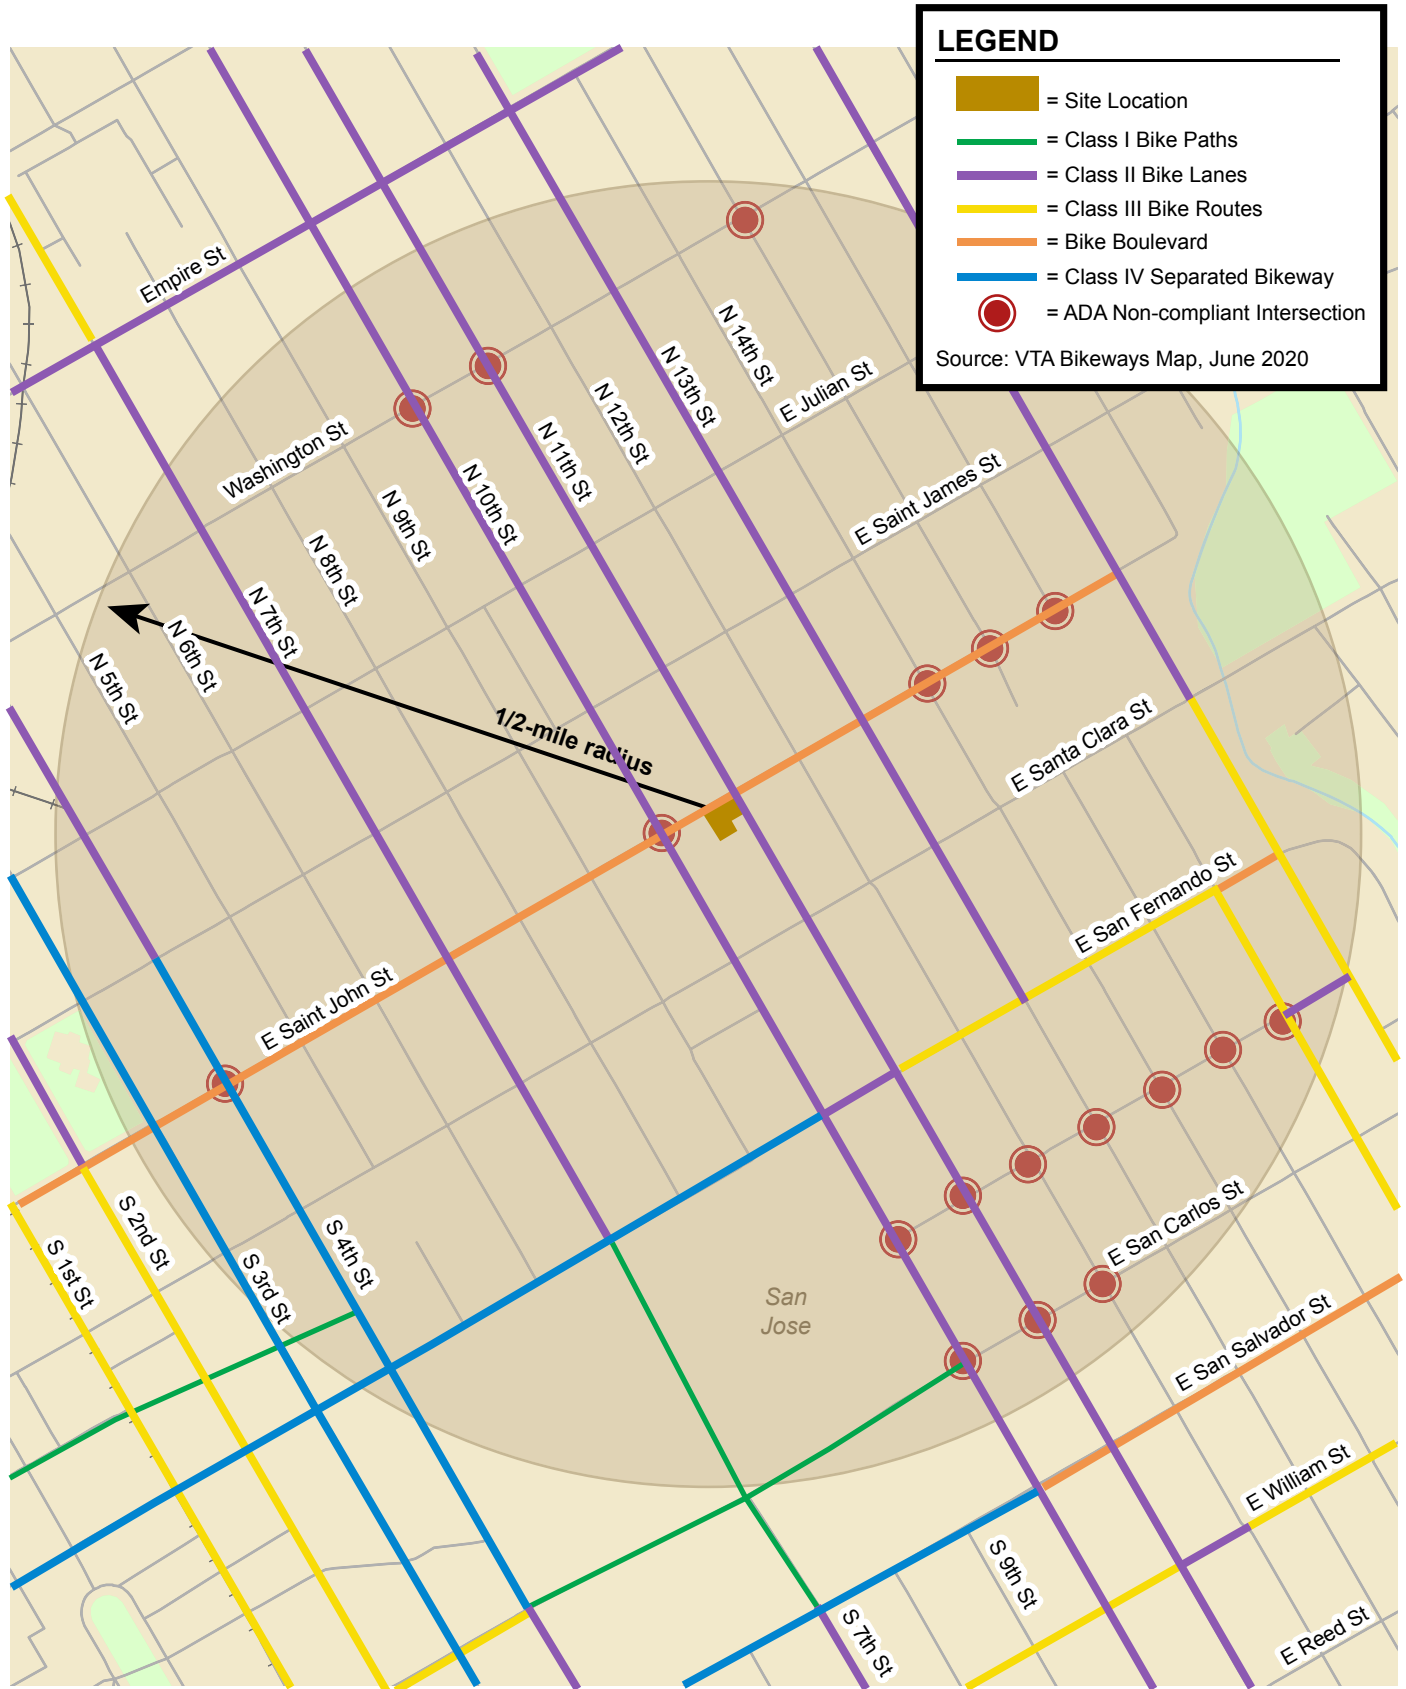 LEGEND
= Site Location
= Class I Bike Paths
= Class II Bike Lanes
= Class III Bike Routes
= Bike Boulevard
= Class IV Separated Bikeway
= ADA Non-compliant Intersection
Source: VTA Bikeways Map, June 2020
Empire St
Washington St
N 14th St
N 13th St
E Julian St
N 12th St
N 11th St
N 10th St
N 9th St
N 8th St
N 7th St
N 6th St
N 5th St
E Saint James St
1/2-mile radius
E Santa Clara St
E San Fernando St
E Saint John St
S 1st St
S 2nd St
S 3rd St
S 4th St
San
Jose
E San Carlos St
E San Salvador St
E William St
S 9th St
S 7th St
E Reed St